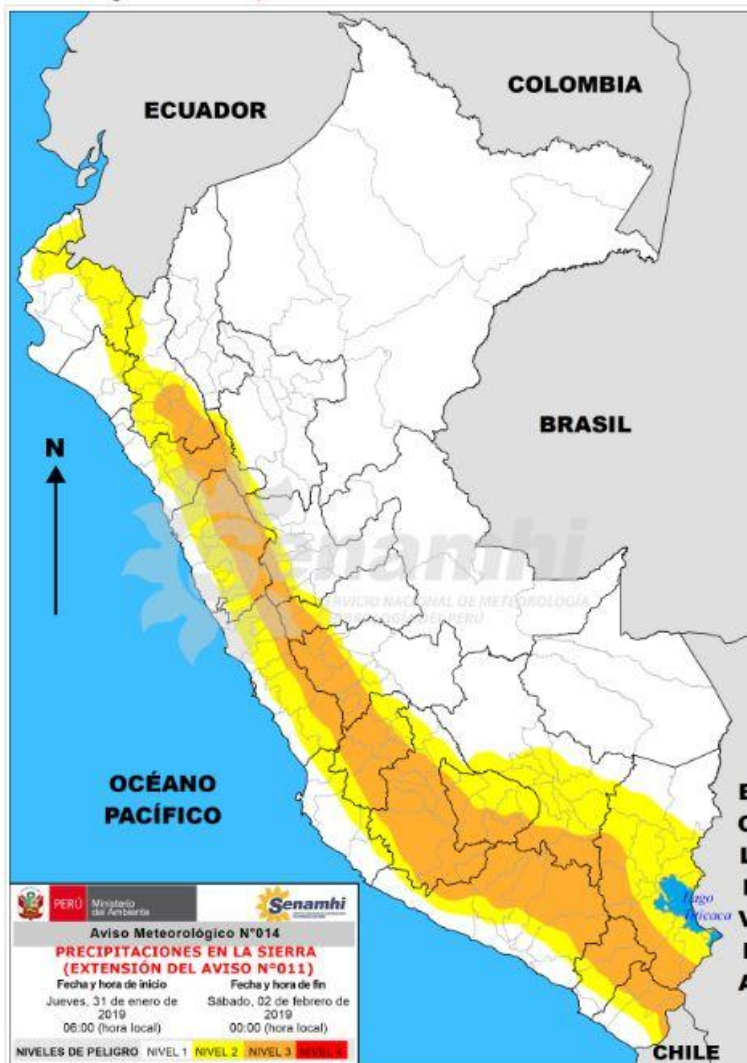 ECUADOR
COLOMBIA
BRASIL
N
Senamhi
SERVICIO NACIONAL DE METEOROLOGÍA
E HIDROLOGÍA DEL PERÚ
OCÉANO
PACÍFICO
Lago
Titicaca
B
O
L
I
V
I
A
CHILE
PERÚ
Ministerio
del Ambiente
Senamhi
Aviso Meteorológico N°014
PRECIPITACIONES EN LA SIERRA
(EXTENSIÓN DEL AVISO N°011)
Fecha y hora de inicio Fecha y hora de fin
Jueves, 31 de enero de Sábado, 02 de febrero de
2019 2019
06:00 (hora local) 00:00 (hora local)
NIVELES DE PELIGRO NIVEL 1 NIVEL 2 NIVEL 3 NIVEL 4